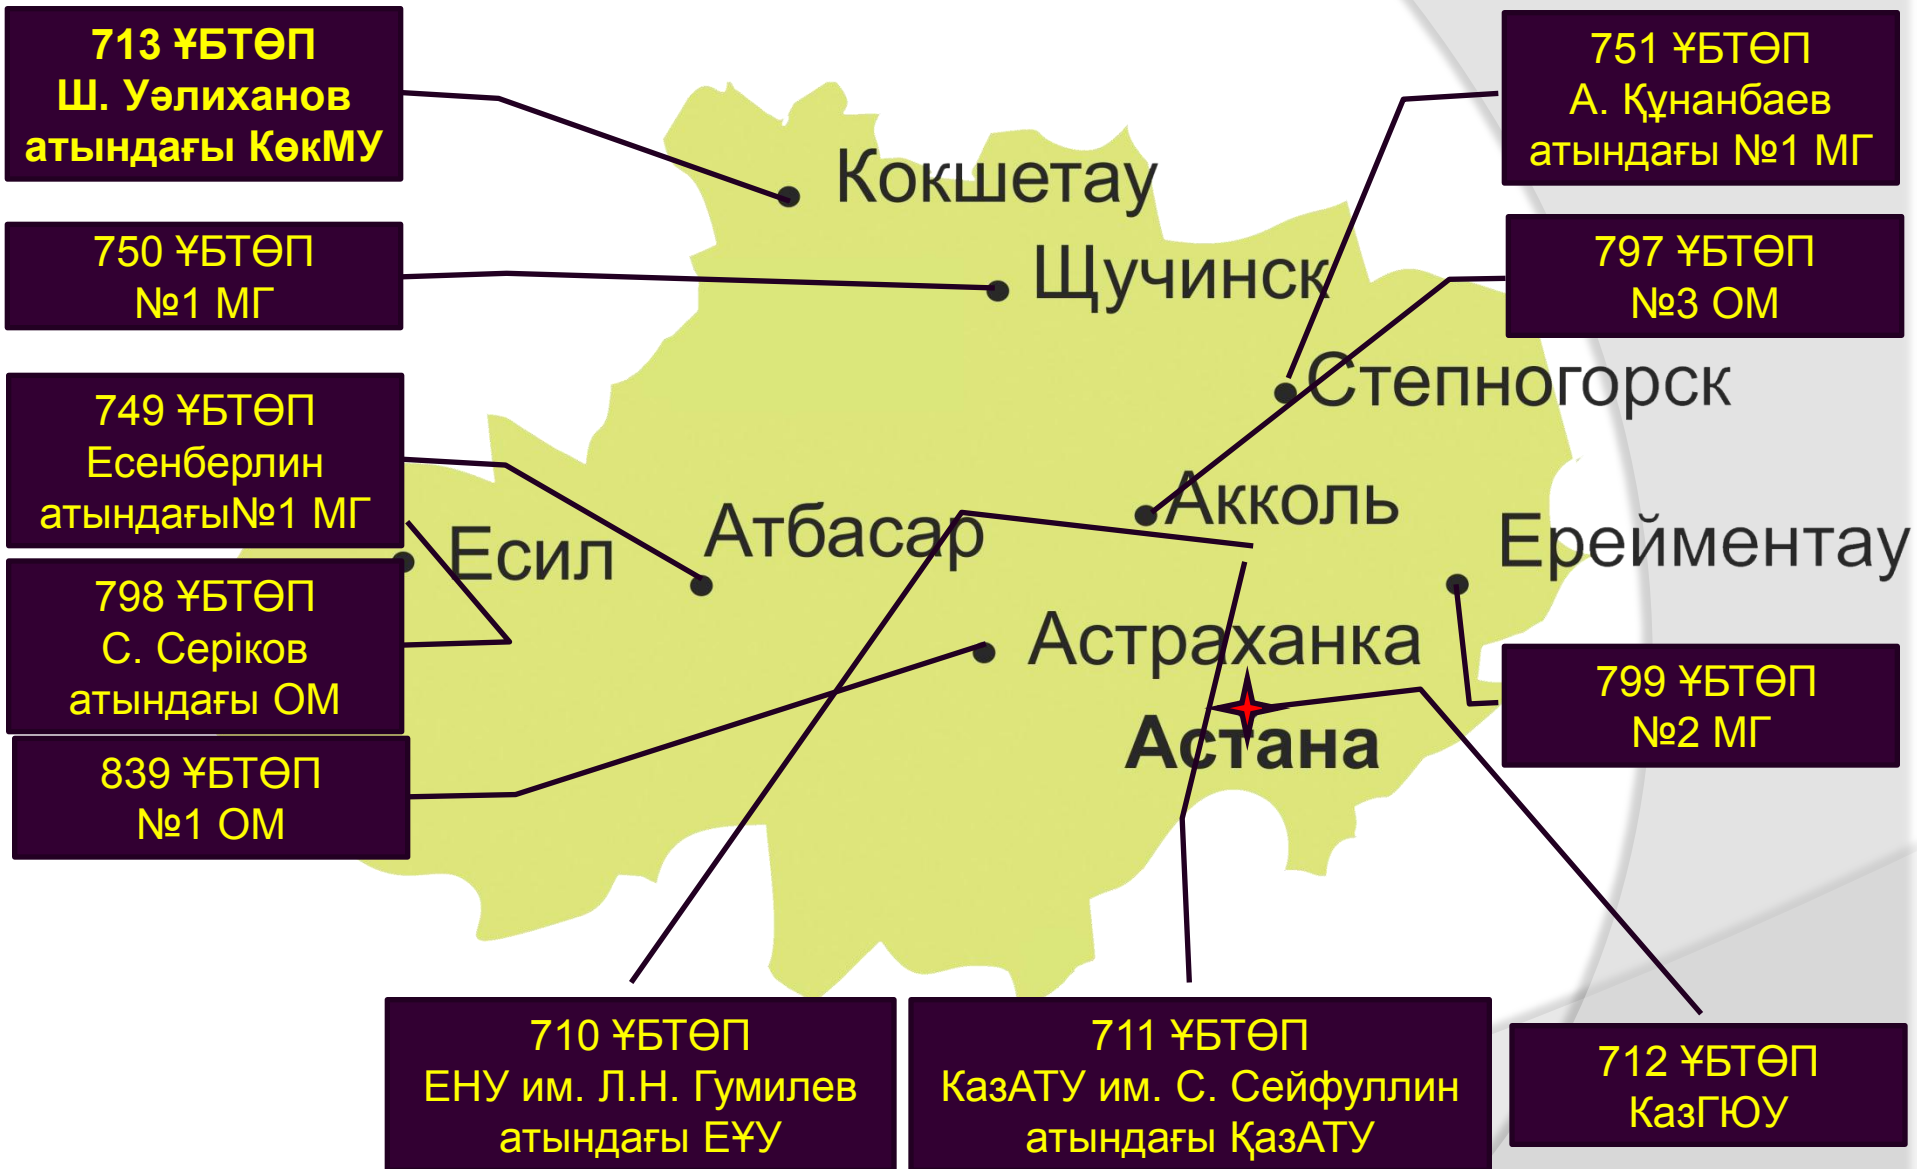 713 ҰБТӨП
Ш. Уәлиханов
атындағы КөкМУ
750 ҰБТӨП
№1 МГ
749 ҰБТӨП
Есенберлин
атындағы№1 МГ
798 ҰБТӨП
С. Серіков
атындағы ОМ
839 ҰБТӨП
№1 ОМ
Кокшетау
Щучинск
Степногорск
Акколь
Атбасар
Есил
Ерейментау
Астраханка
Астана
751 ҰБТӨП
А. Құнанбаев
атындағы №1 МГ
797 ҰБТӨП
№3 ОМ
799 ҰБТӨП
№2 МГ
710 ҰБТӨП
ЕНУ им. Л.Н. Гумилев
атындағы ЕҰУ
711 ҰБТӨП
КазАТУ им. С. Сейфуллин
атындағы ҚазАТУ
712 ҰБТӨП
КазГЮУ